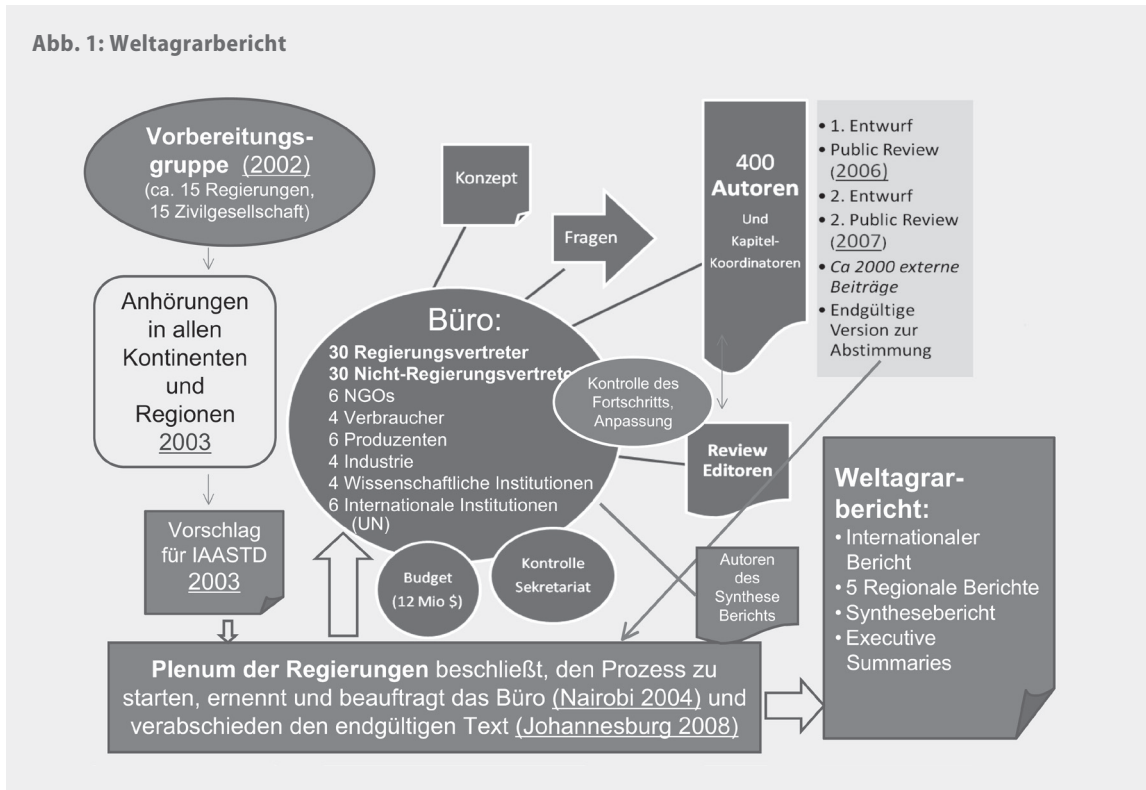 Abb. 1: Weltagrarbericht
Vorbereitungs-
gruppe (2002)
(ca. 15 Regierungen,
15 Zivilgesellschaft)
Anhörungen
in allen
Kontinenten
und
Regionen
2003
Vorschlag
für IAASTD
2003
Konzept
Fragen
Büro:
30 Regierungsvertreter
30 Nicht-Regierungsvertrete
6 NGOs
4 Verbraucher
6 Produzenten
4 Industrie
4 Wissenschaftliche Institutionen
6 Internationale Institutionen
(UN)
Budget
(12 Mio $)
Kontrolle
Sekretariat
Kontrolle des
Fortschritts,
Anpassung
400
Autoren
Und
Kapitel-
Koordinatoren
• 1. Entwurf
• Public Review
(2006)
• 2. Entwurf
• 2. Public Review
(2007)
• Ca 2000 externe
Beiträge
• Endgültige
Version zur
Abstimmung
Review
Editoren
Autoren
des
Synthese
Berichts
Plenum der Regierungen beschließt, den Prozess zu
starten, ernennt und beauftragt das Büro (Nairobi 2004) und
verabschieden den endgültigen Text (Johannesburg 2008)
Weltagrar-
bericht:
• Internationaler
Bericht
• 5 Regionale Berichte
• Synthesebericht
• Executive
Summaries